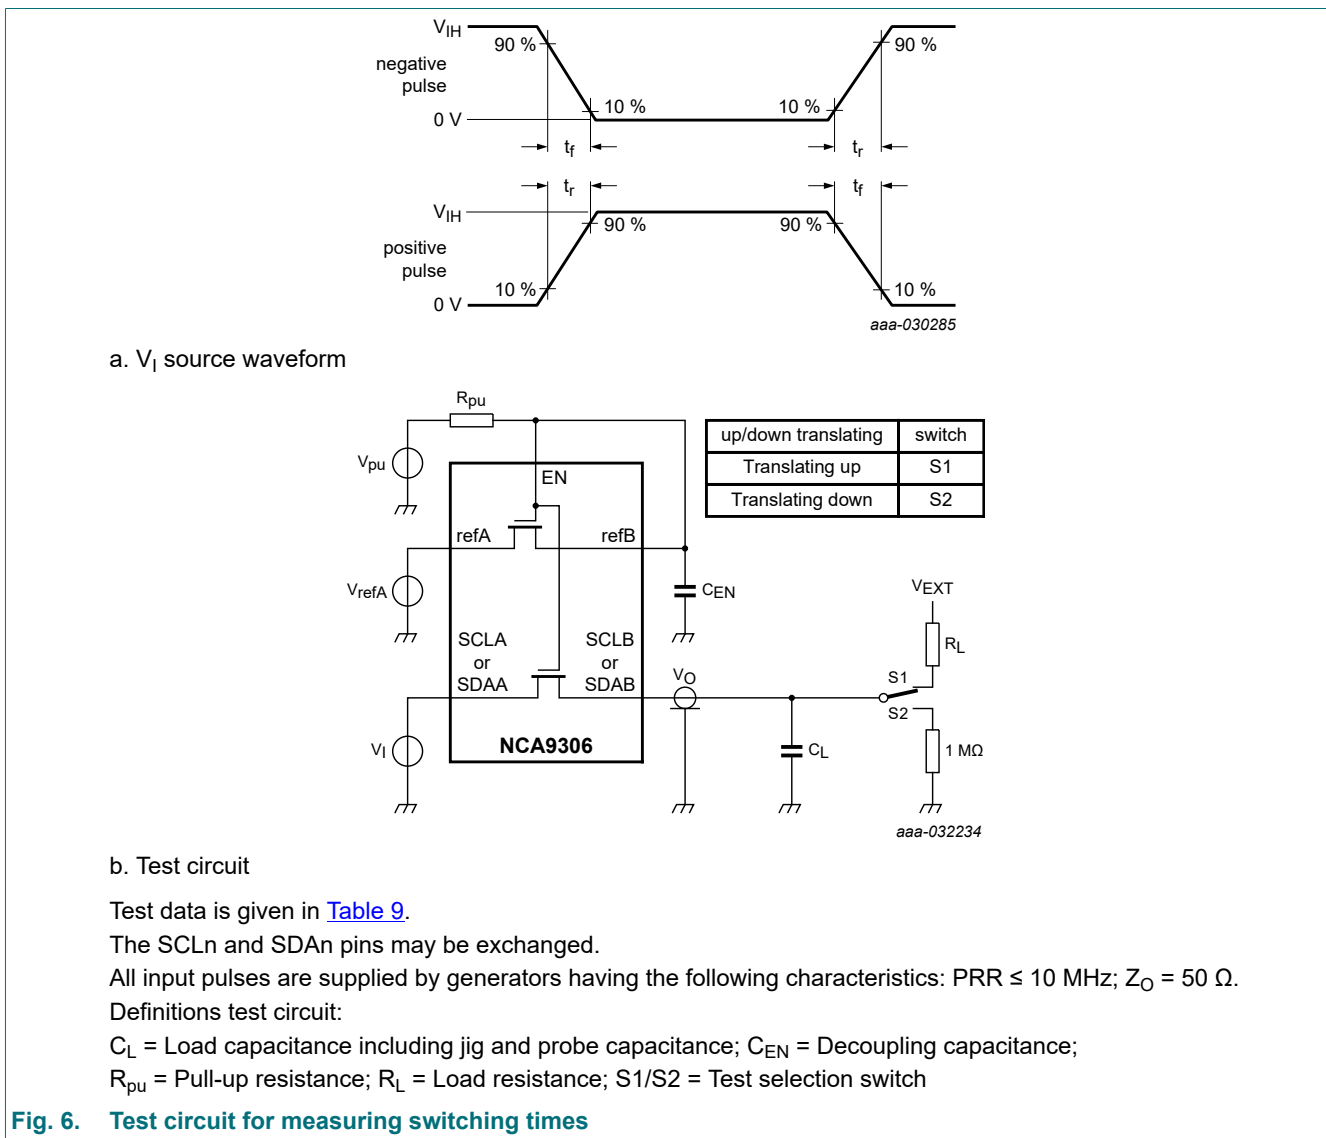 VIH
90 %
90 %
negative
pulse
10 %
10 %
0 V
tf
tr
tr
tf
VIH
90 %
90 %
positive
pulse
10 %
10 %
0 V
aaa-030285
a. VI source waveform
Rpu
up/down translating switch
Translating up S1
Translating down S2
Vpu
EN
refA
refB
VrefA
CEN
VEXT
SCLA
or
SDAA
SCLB
or
SDAB
RL
VO
S1
S2
VI
NCA9306
CL
1 MΩ
aaa-032234
b. Test circuit
Test data is given in Table 9.
The SCLn and SDAn pins may be exchanged.
All input pulses are supplied by generators having the following characteristics: PRR ≤ 10 MHz; ZO = 50 Ω.
Definitions test circuit:
CL = Load capacitance including jig and probe capacitance; CEN = Decoupling capacitance;
Rpu = Pull-up resistance; RL = Load resistance; S1/S2 = Test selection switch
Fig. 6. Test circuit for measuring switching times